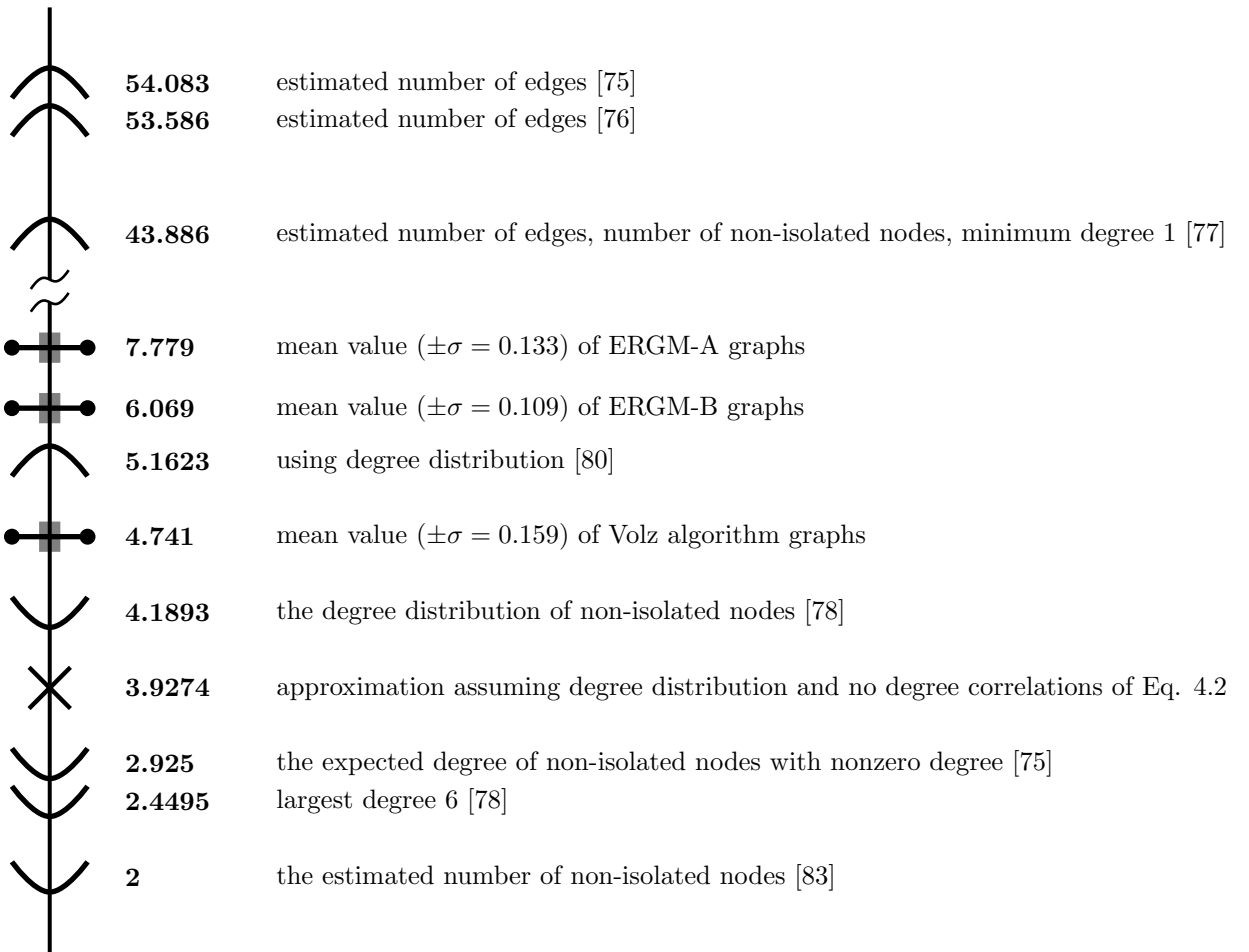 54.083 estimated number of edges [75]
53.586 estimated number of edges [76]
43.886 estimated number of edges, number of non-isolated nodes, minimum degree 1 [77]
7.779 mean value (±σ = 0.133) of ERGM-A graphs
6.069 mean value (±σ = 0.109) of ERGM-B graphs
5.1623 using degree distribution [80]
4.741 mean value (±σ = 0.159) of Volz algorithm graphs
4.1893 the degree distribution of non-isolated nodes [78]
3.9274 approximation assuming degree distribution and no degree correlations of Eq. 4.2
2.925 the expected degree of non-isolated nodes with nonzero degree [75]
2.4495 largest degree 6 [78]
2 the estimated number of non-isolated nodes [83]